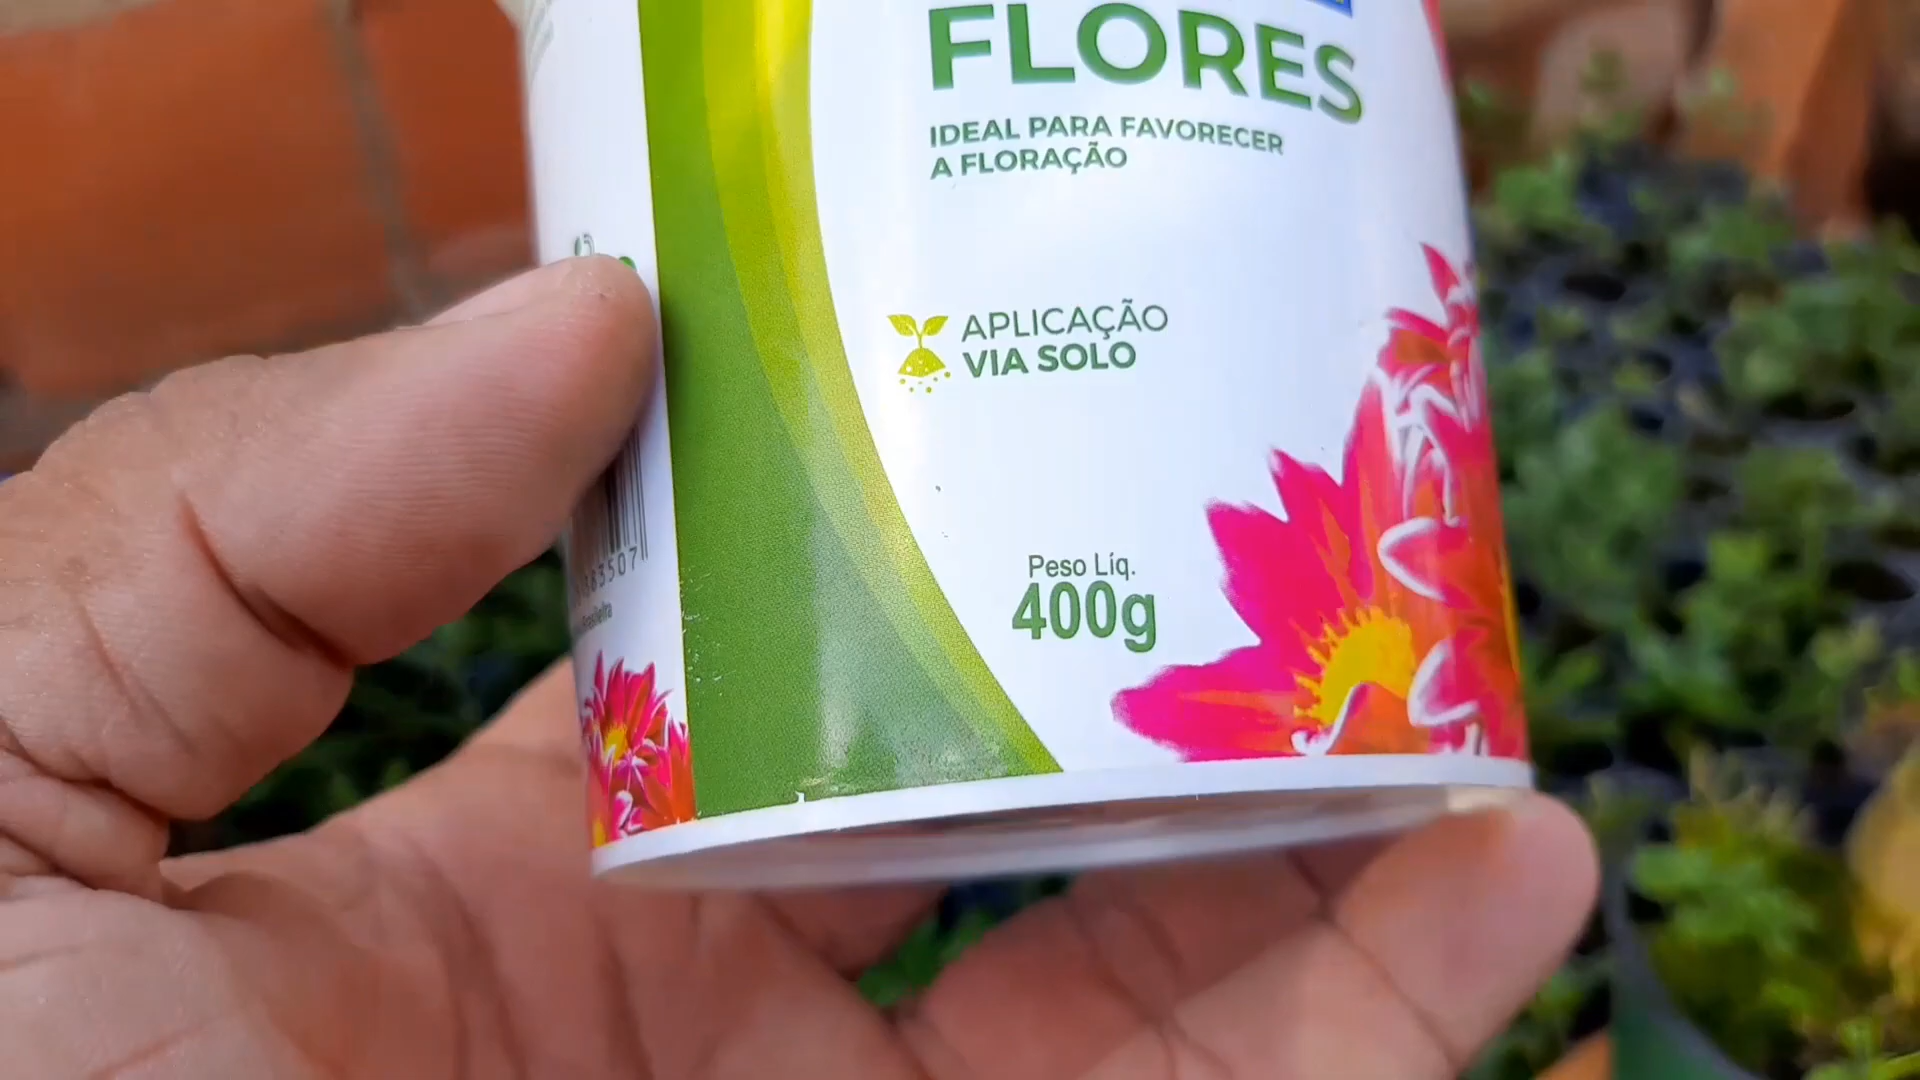 FLORES
IDEAL PARA FAVORECER
A FLORAÇÃO
APLICAÇÃO
VIA SOLO
Peso Líq.
400g